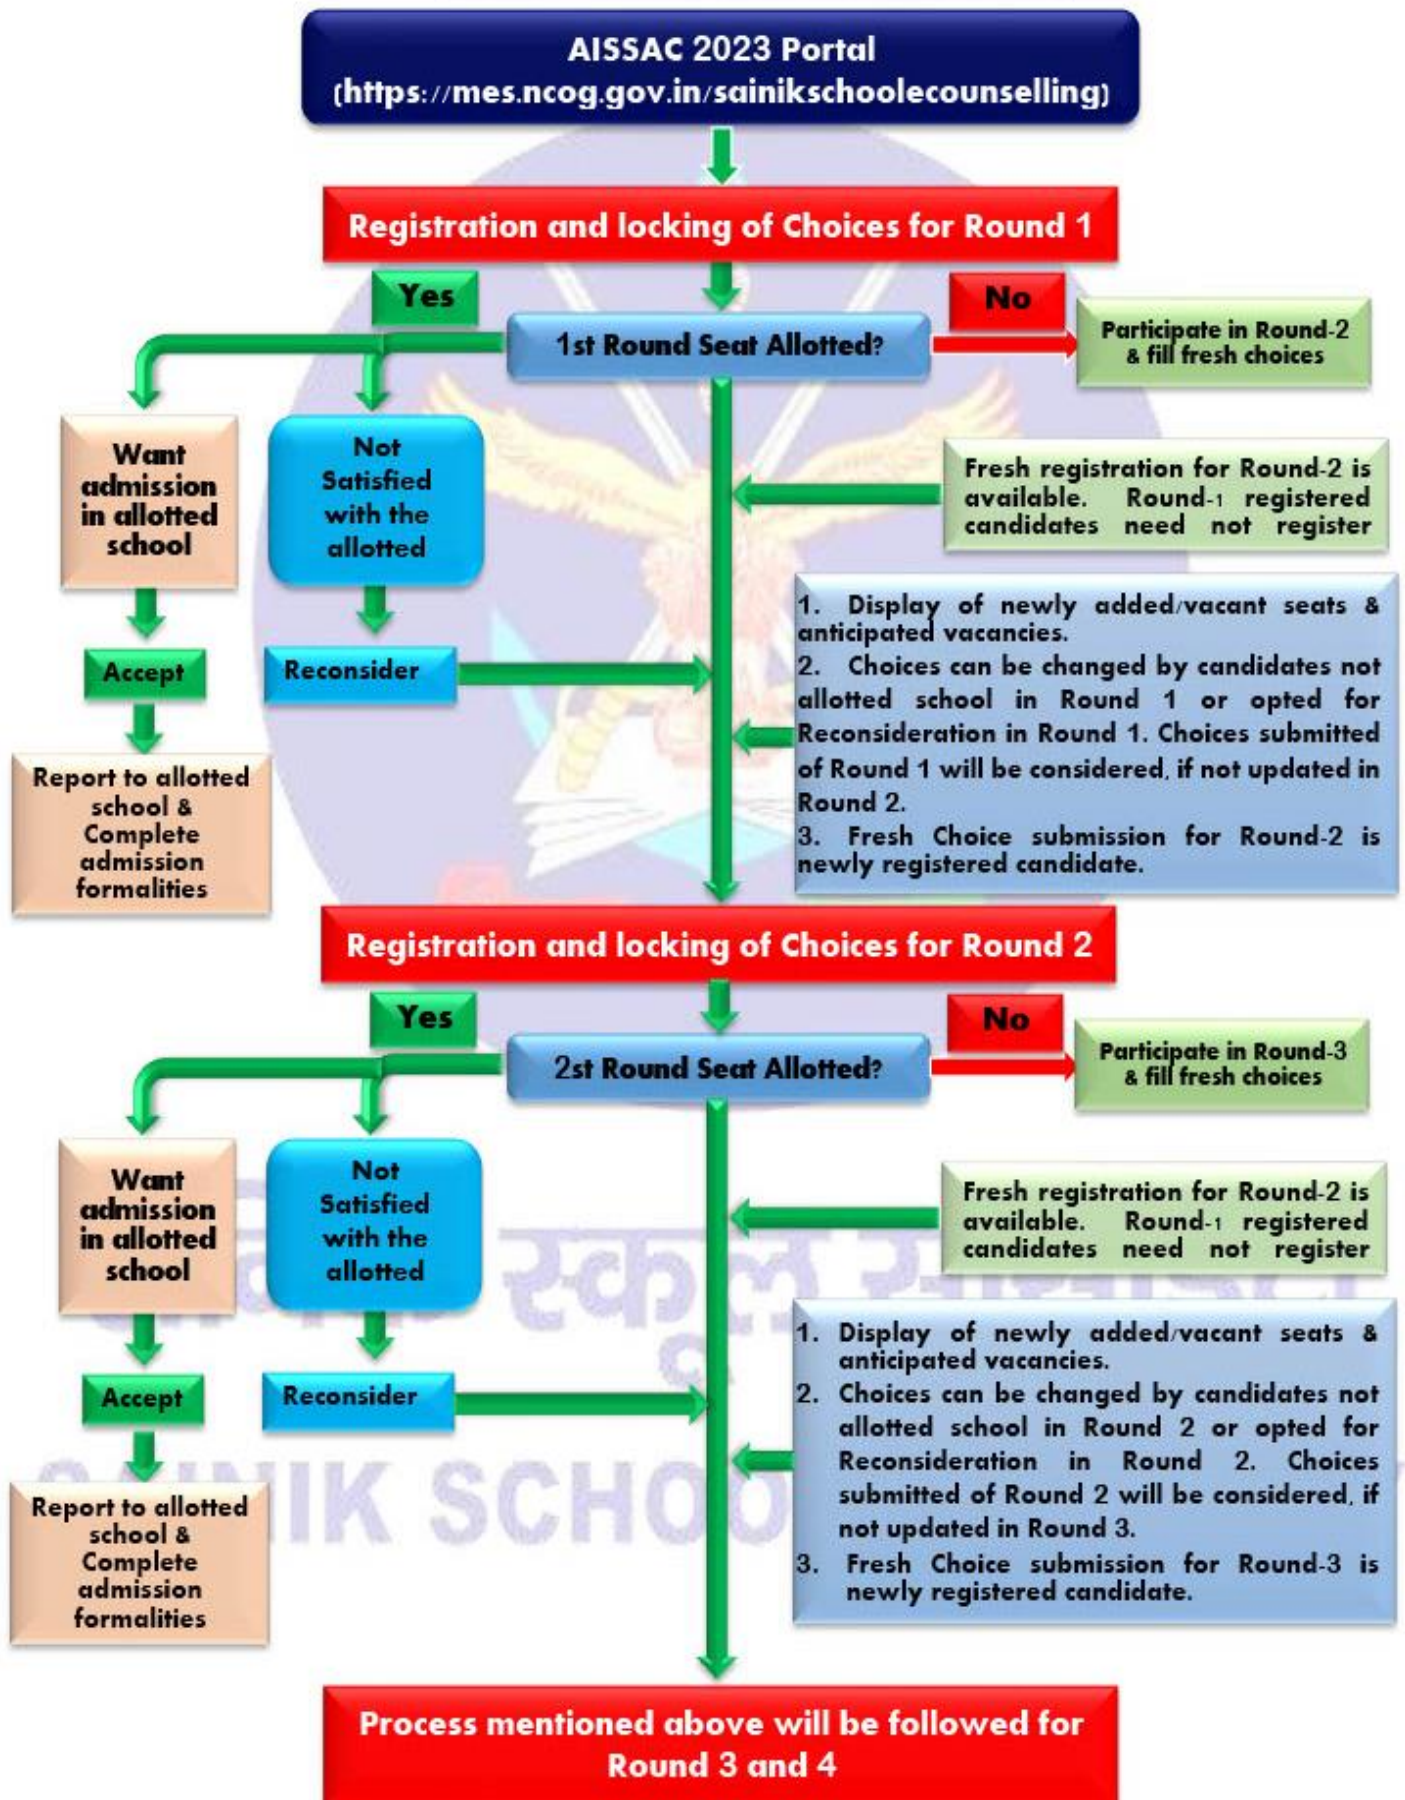 AISSAC 2023 Portal
(https://mes.ncog.gov.in/sainikschoolecounselling)
Registration and locking of Choices for Round 1
Yes
No
1st Round Seat Allotted?
Participate in Round-2
& fill fresh choices
Want
admission
in allotted
school
Not
Satisfied
with the
allotted
Fresh registration for Round-2 is
available. Round-1 registered
candidates need not register
Accept
Reconsider
1. Display of newly added/vacant seats &
anticipated vacancies.
2. Choices can be changed by candidates not
allotted school in Round 1 or opted for
Reconsideration in Round 1. Choices submitted
of Round 1 will be considered, if not updated in
Round 2.
3. Fresh Choice submission for Round-2 is
newly registered candidate.
Report to allotted
school &
Complete
admission
formalities
Registration and locking of Choices for Round 2
Yes
No
2st Round Seat Allotted?
Participate in Round-3
& fill fresh choices
Want
admission
in allotted
school
Not
Satisfied
with the
allotted
Fresh registration for Round-2 is
available. Round-1 registered
candidates need not register
स्कूल
Accept
Reconsider
1. Display of newly added/vacant seats &
anticipated vacancies.
2. Choices can be changed by candidates not
allotted school in Round 2 or opted for
Reconsideration in Round 2. Choices
submitted of Round 2 will be considered, if
not updated in Round 3.
3. Fresh Choice submission for Round-3 is
newly registered candidate.
Report to allotted
school &
Complete
admission
formalities
Process mentioned above will be followed for
Round 3 and 4